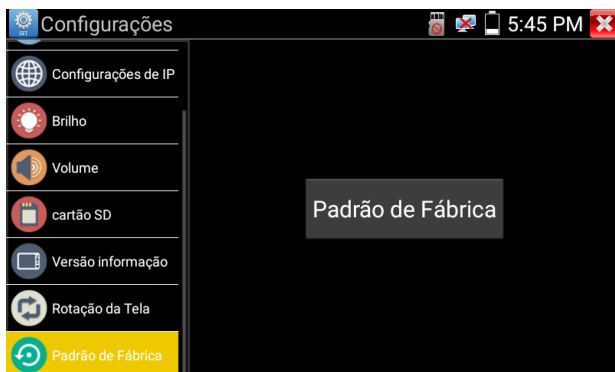 Configurações
5:45 PM
SET
Configurações de IP
Brilho
Volume
cartão SD
Versão informação
Rotação da Tela
Padrão de Fábrica
Padrão de Fábrica